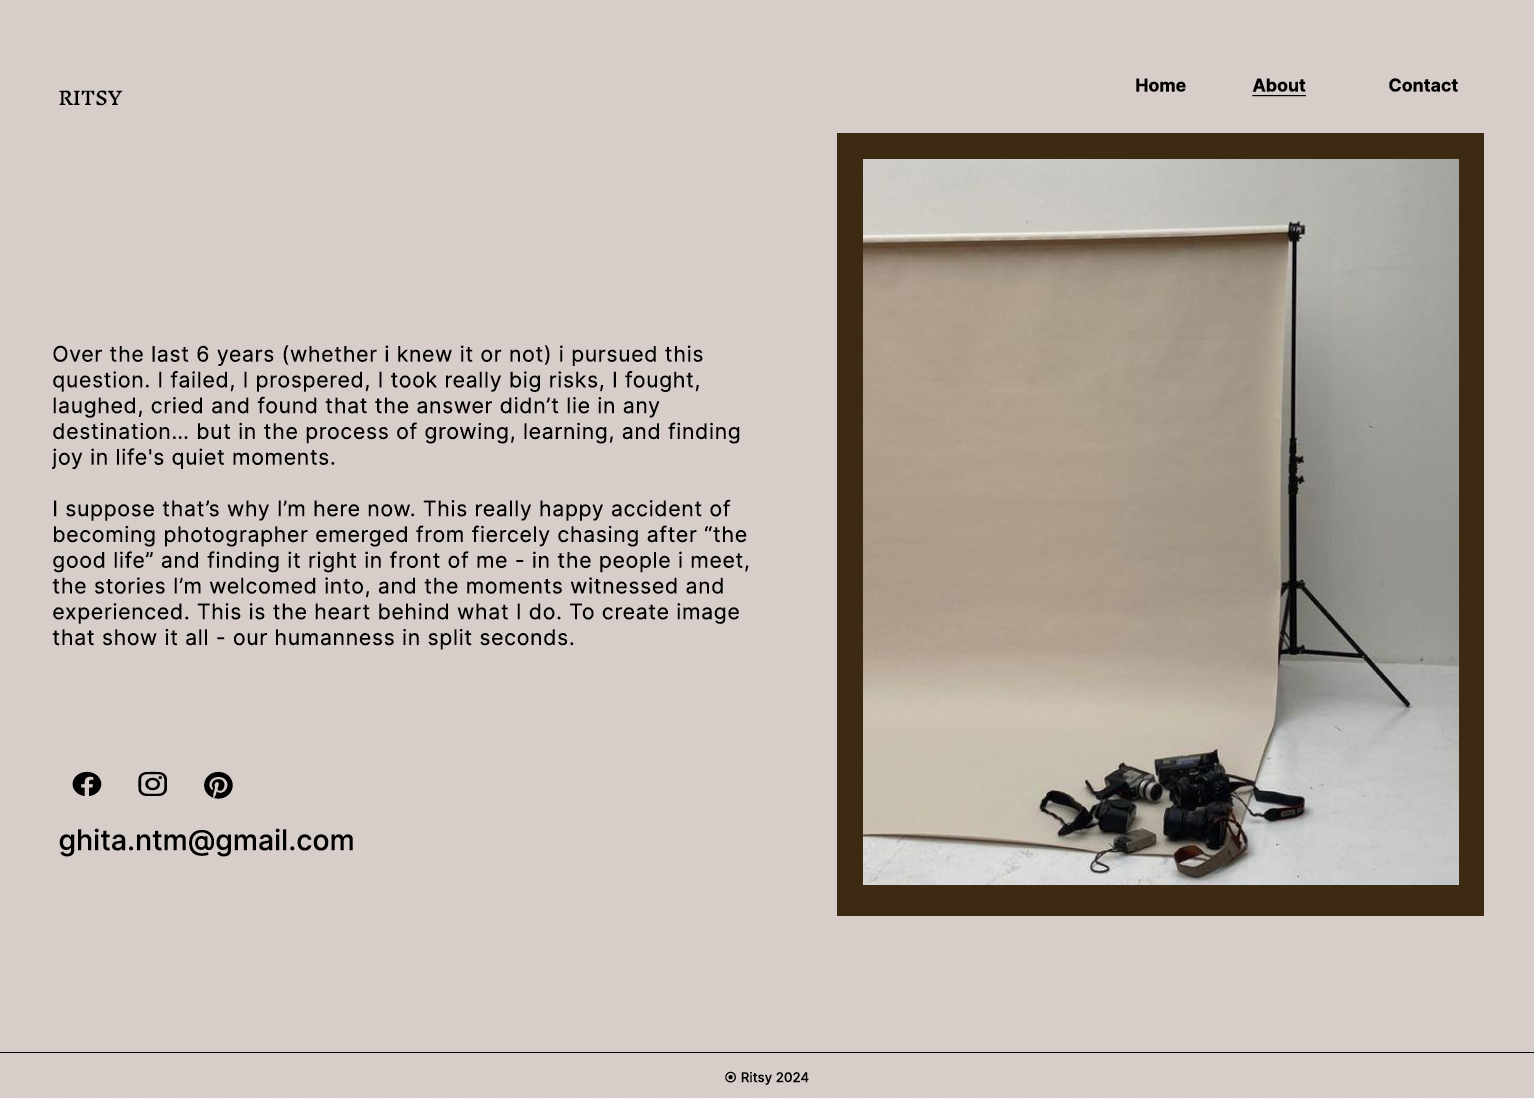 RITSY
Home About Contact
Over the last 6 years (whether i knew it or not) i pursued this
question. I failed, I prospered, I took really big risks, I fought,
laughed, cried and found that the answer didn’t lie in any
destination... but in the process of growing, learning, and finding
joy in life's quiet moments.
I suppose that’s why I’m here now. This really happy accident of
becoming photographer emerged from fiercely chasing after “the
good life” and finding it right in front of me - in the people i meet,
the stories I’m welcomed into, and the moments witnessed and
experienced. This is the heart behind what I do. To create image
that show it all - our humanness in split seconds.
ghita.ntm@gmail.com
EOS
© Ritsy 2024